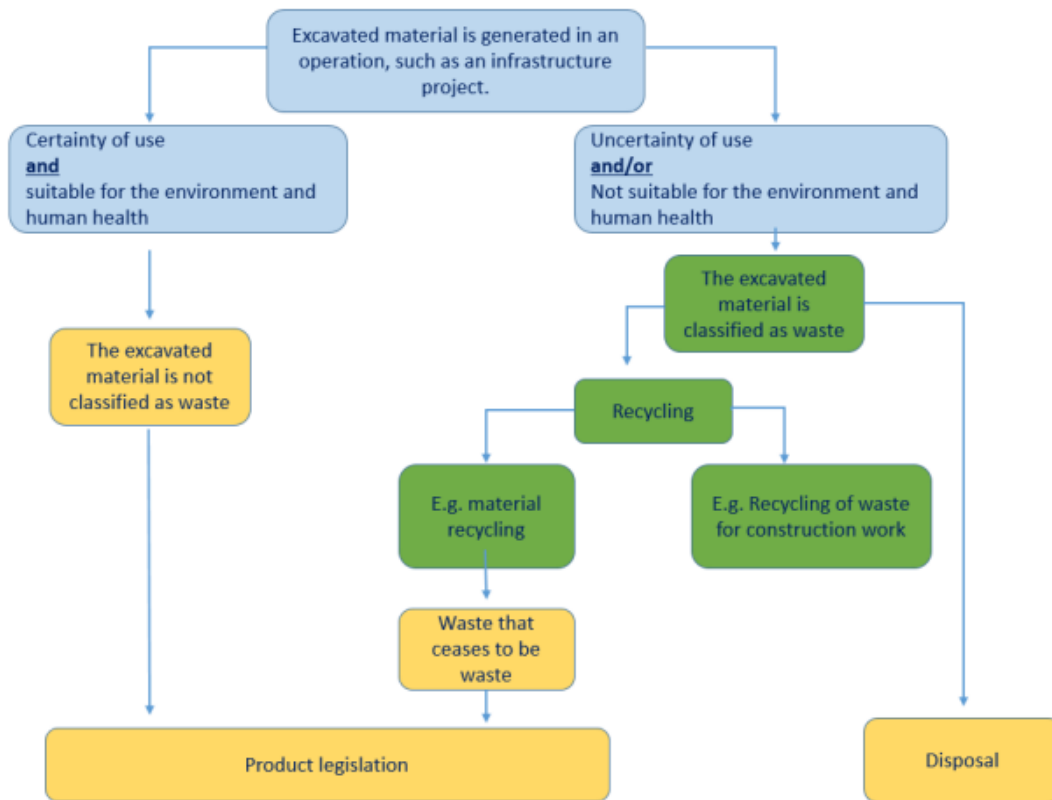 Excavated material is generated in an
operation, such as an infrastructure
project.
Certainty of use
and
suitable for the environment and
human health
Uncertainty of use
and/or
Not suitable for the environment and
human health
The excavated
material is
classified as waste
The excavated
material is not
classified as waste
Recycling
E.g. material
recycling
E.g. Recycling of waste
for construction work
Waste that
ceases to be
waste
Product legislation
Disposal